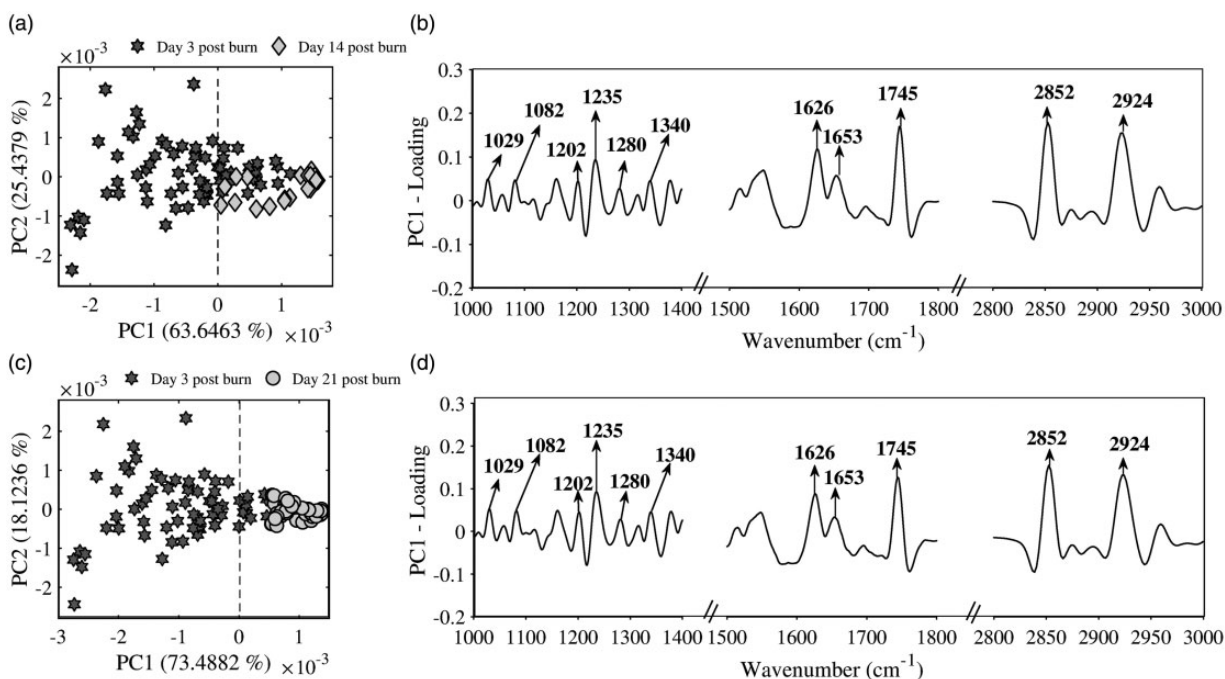 (a)
Day 3 post burn Day 14 post burn
×10⁻³
2
1
0
-1
-2
PC2 (25.4379 %)
-2 -1 0 1
PC1 (63.6463 %) ×10⁻³
(b)
0.3
0.2
0.1
0
-0.1
-0.2
PC1 - Loading
1029 1082 1202 1235 1280 1340 1626 1653 1745 2852 2924
1000 1100 1200 1300 1400 1500 1600 1700 1800 2800 2850 2900 2950 3000
Wavenumber (cm⁻¹)
(c)
Day 3 post burn Day 21 post burn
×10⁻³
2
1
0
-1
-2
PC2 (18.1236 %)
-3 -2 -1 0 1
PC1 (73.4882 %) ×10⁻³
(d)
0.3
0.2
0.1
0
-0.1
-0.2
PC1 - Loading
1029 1082 1202 1235 1280 1340 1626 1653 1745 2852 2924
1000 1100 1200 1300 1400 1500 1600 1700 1800 2800 2850 2900 2950 3000
Wavenumber (cm⁻¹)